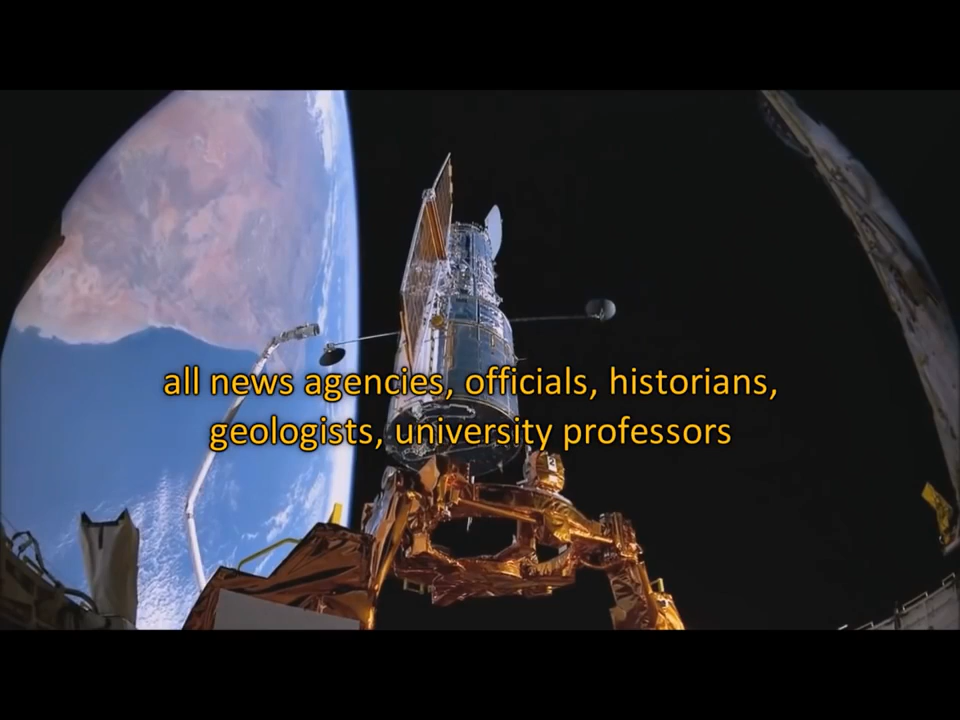 all news agencies, officials, historians,
geologists, university professors